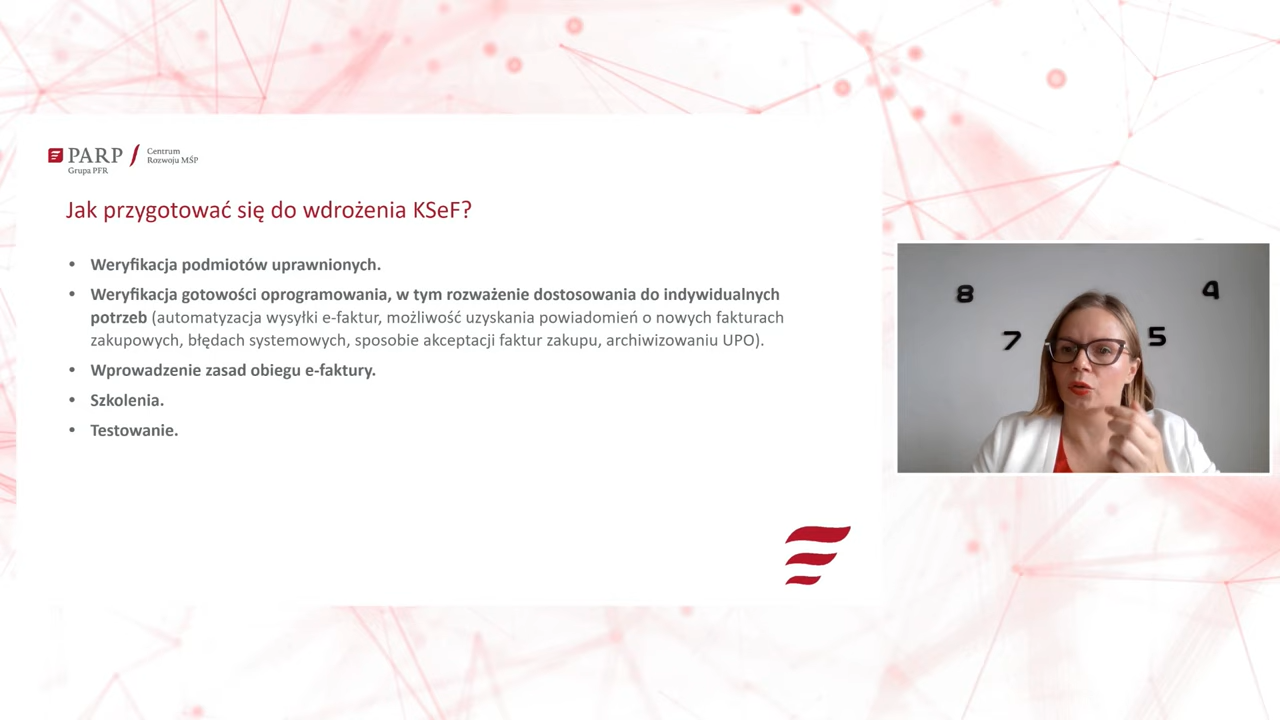 PARP
Grupa PFR
Centrum
Rozwoju MŚP
Jak przygotować się do wdrożenia KSeF?
• Weryfikacja podmiotów uprawnionych.
• Weryfikacja gotowości oprogramowania, w tym rozważenie dostosowania do indywidualnych
potrzeb (automatyzacja wysyłki e-faktur, możliwość uzyskania powiadomień o nowych fakturach
zakupowych, błędach systemowych, sposobie akceptacji faktur zakupu, archiwizowaniu UPO).
• Wprowadzenie zasad obiegu e-faktury.
• Szkolenia.
• Testowanie.
8
4
7
5